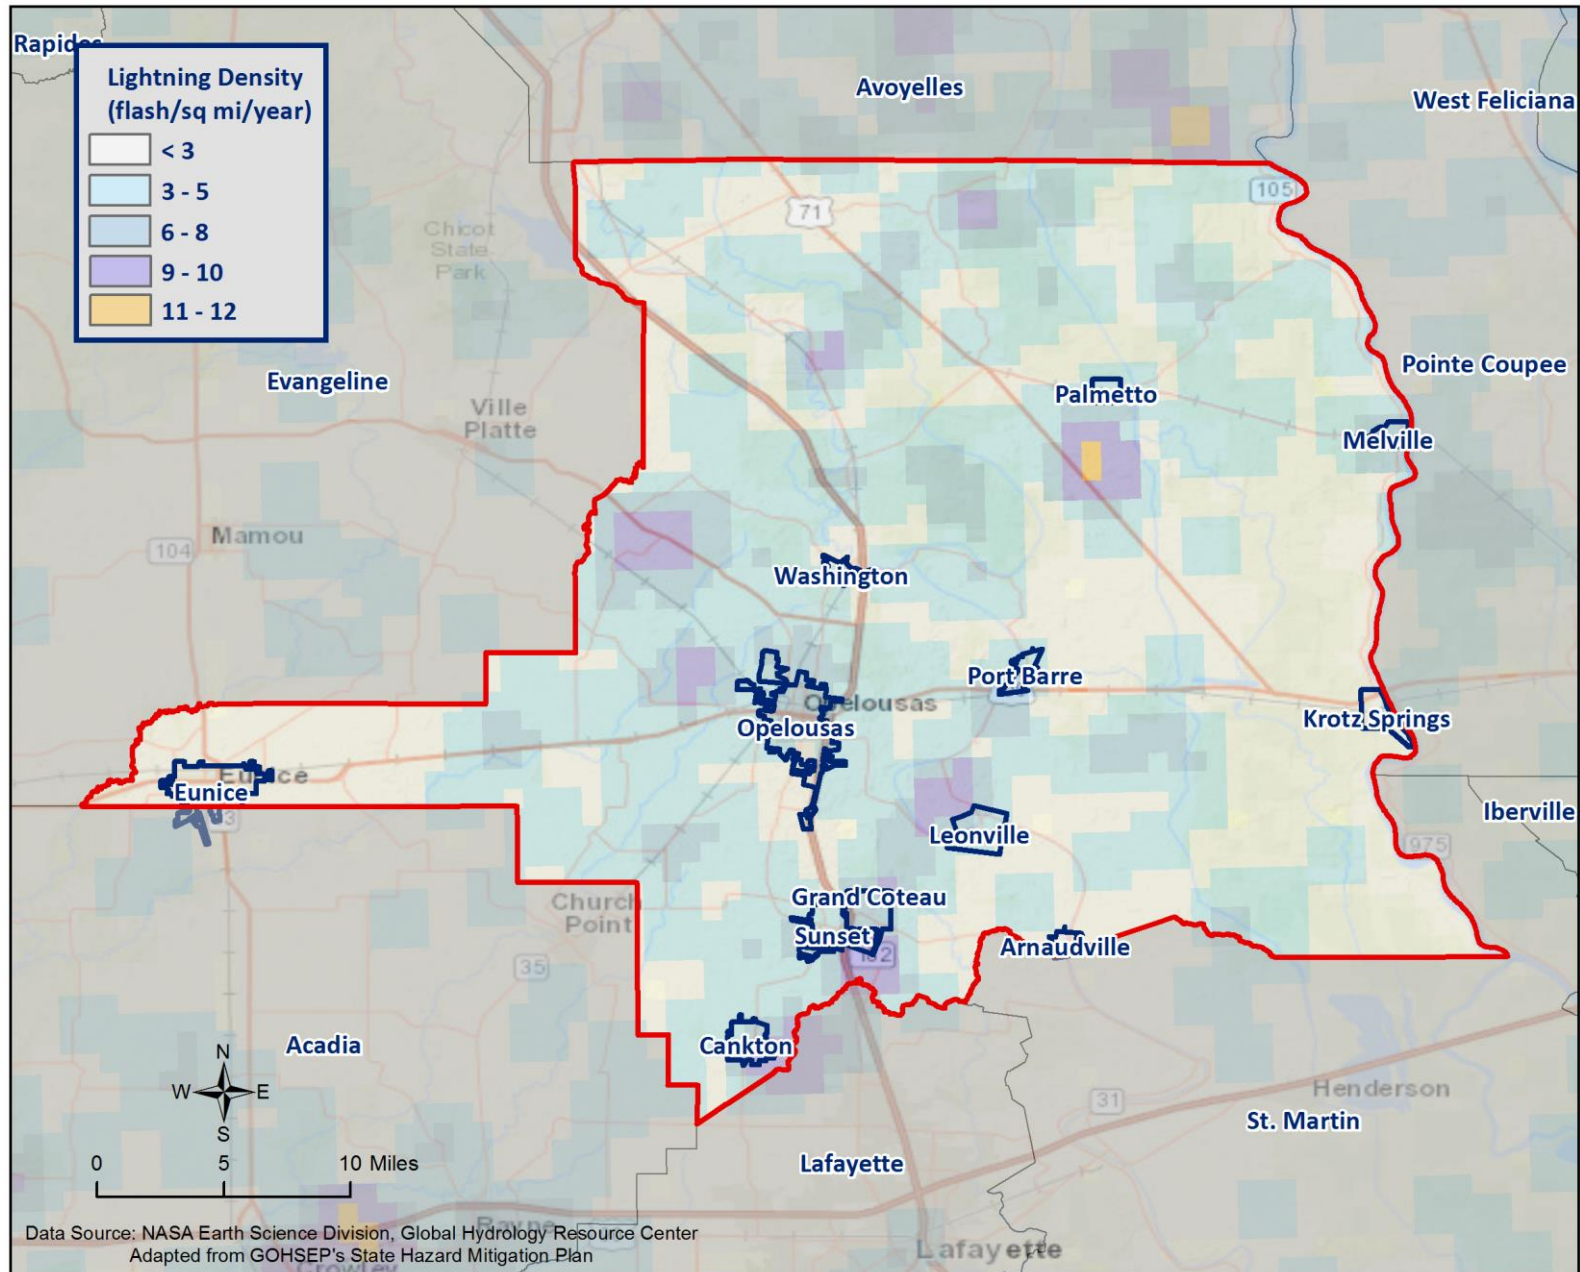 Rapides
Lightning Density
(flash/sq mi/year)
< 3
3 - 5
6 - 8
9 - 10
11 - 12
Avoyelles
West Feliciana
105
71
Chicot
State
Park
Evangeline
Pointe Coupee
Ville
Platte
Palmetto
Melville
Mamou
104
Washington
Port Barre
Opelousas
Opelousas
Krotz Springs
Eunice
Eunice
Iberville
Leonville
975
Church
Point
Grand Coteau
Sunset
Arnaudville
182
35
Acadia
Cankton
N
W
E
S
31
Henderson
St. Martin
0
5
10 Miles
Lafayette
Rayne
Data Source: NASA Earth Science Division, Global Hydrology Resource Center
Adapted from GOHSEP's State Hazard Mitigation Plan
Lafayette
Crowley